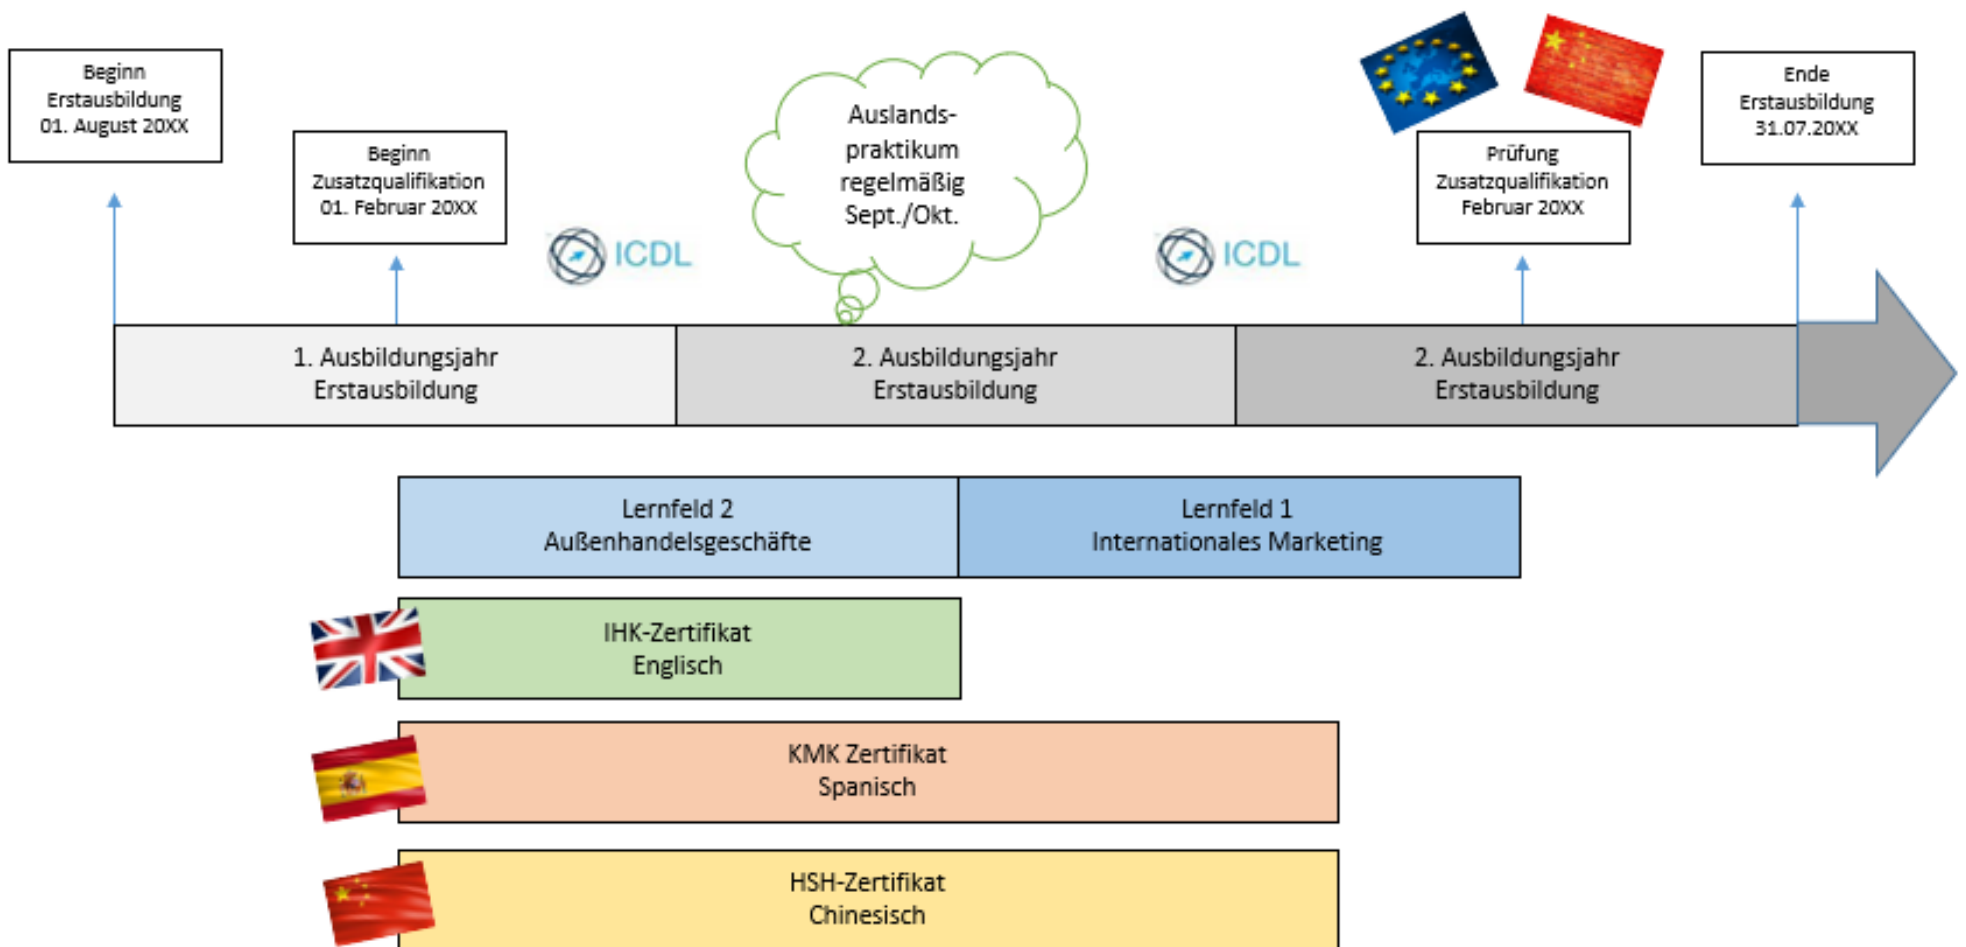 Beginn
Erstausbildung
01. August 20XX
Beginn
Zusatzqualifikation
01. Februar 20XX
ICDL
Auslands-
praktikum
regelmäßig
Sept./Okt.
ICDL
Prüfung
Zusatzqualifikation
Februar 20XX
Ende
Erstausbildung
31.07.20XX
1. Ausbildungsjahr
Erstausbildung
2. Ausbildungsjahr
Erstausbildung
2. Ausbildungsjahr
Erstausbildung
Lernfeld 2
Außenhandelsgeschäfte
Lernfeld 1
Internationales Marketing
IHK-Zertifikat
Englisch
KMK Zertifikat
Spanisch
HSH-Zertifikat
Chinesisch